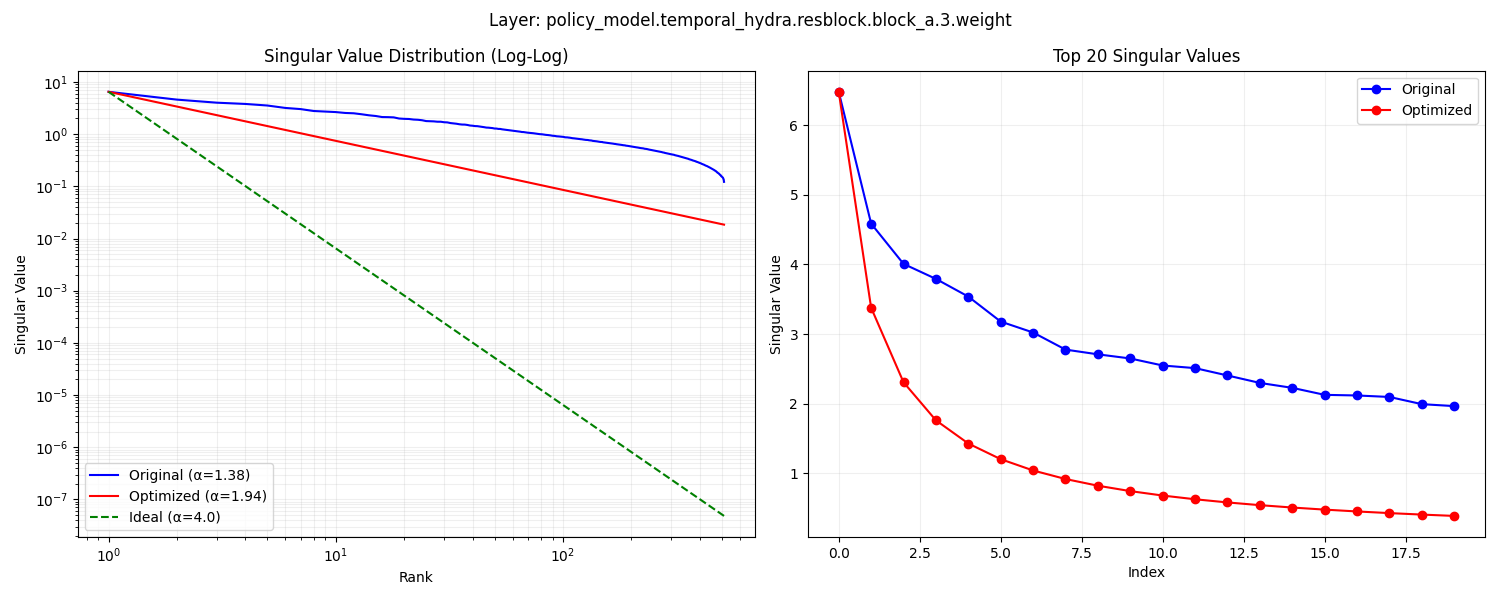 Layer: policy_model.temporal_hydra.resblock.block_a.3.weight
Singular Value Distribution (Log-Log)
Singular Value
10¹
10⁰
10⁻¹
10⁻²
10⁻³
10⁻⁴
10⁻⁵
10⁻⁶
10⁻⁷
Original (α=1.38)
Optimized (α=1.94)
Ideal (α=4.0)
10⁰ 10¹ 10²
Rank
Top 20 Singular Values
Singular Value
6
5
4
3
2
1
Original
Optimized
0.0 2.5 5.0 7.5 10.0 12.5 15.0 17.5
Index